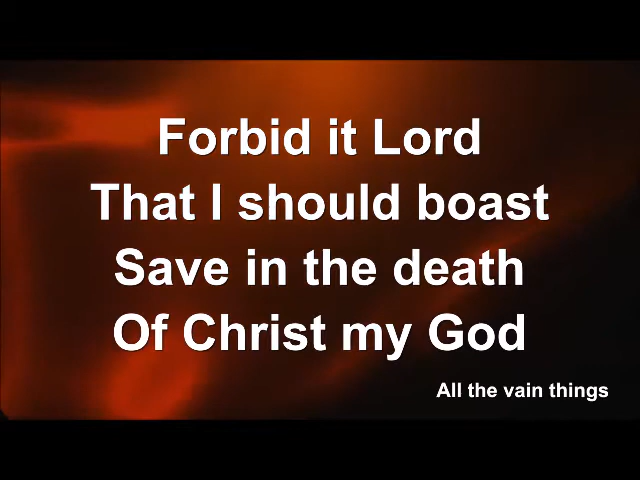 Forbid it Lord
That I should boast
Save in the death
Of Christ my God
All the vain things